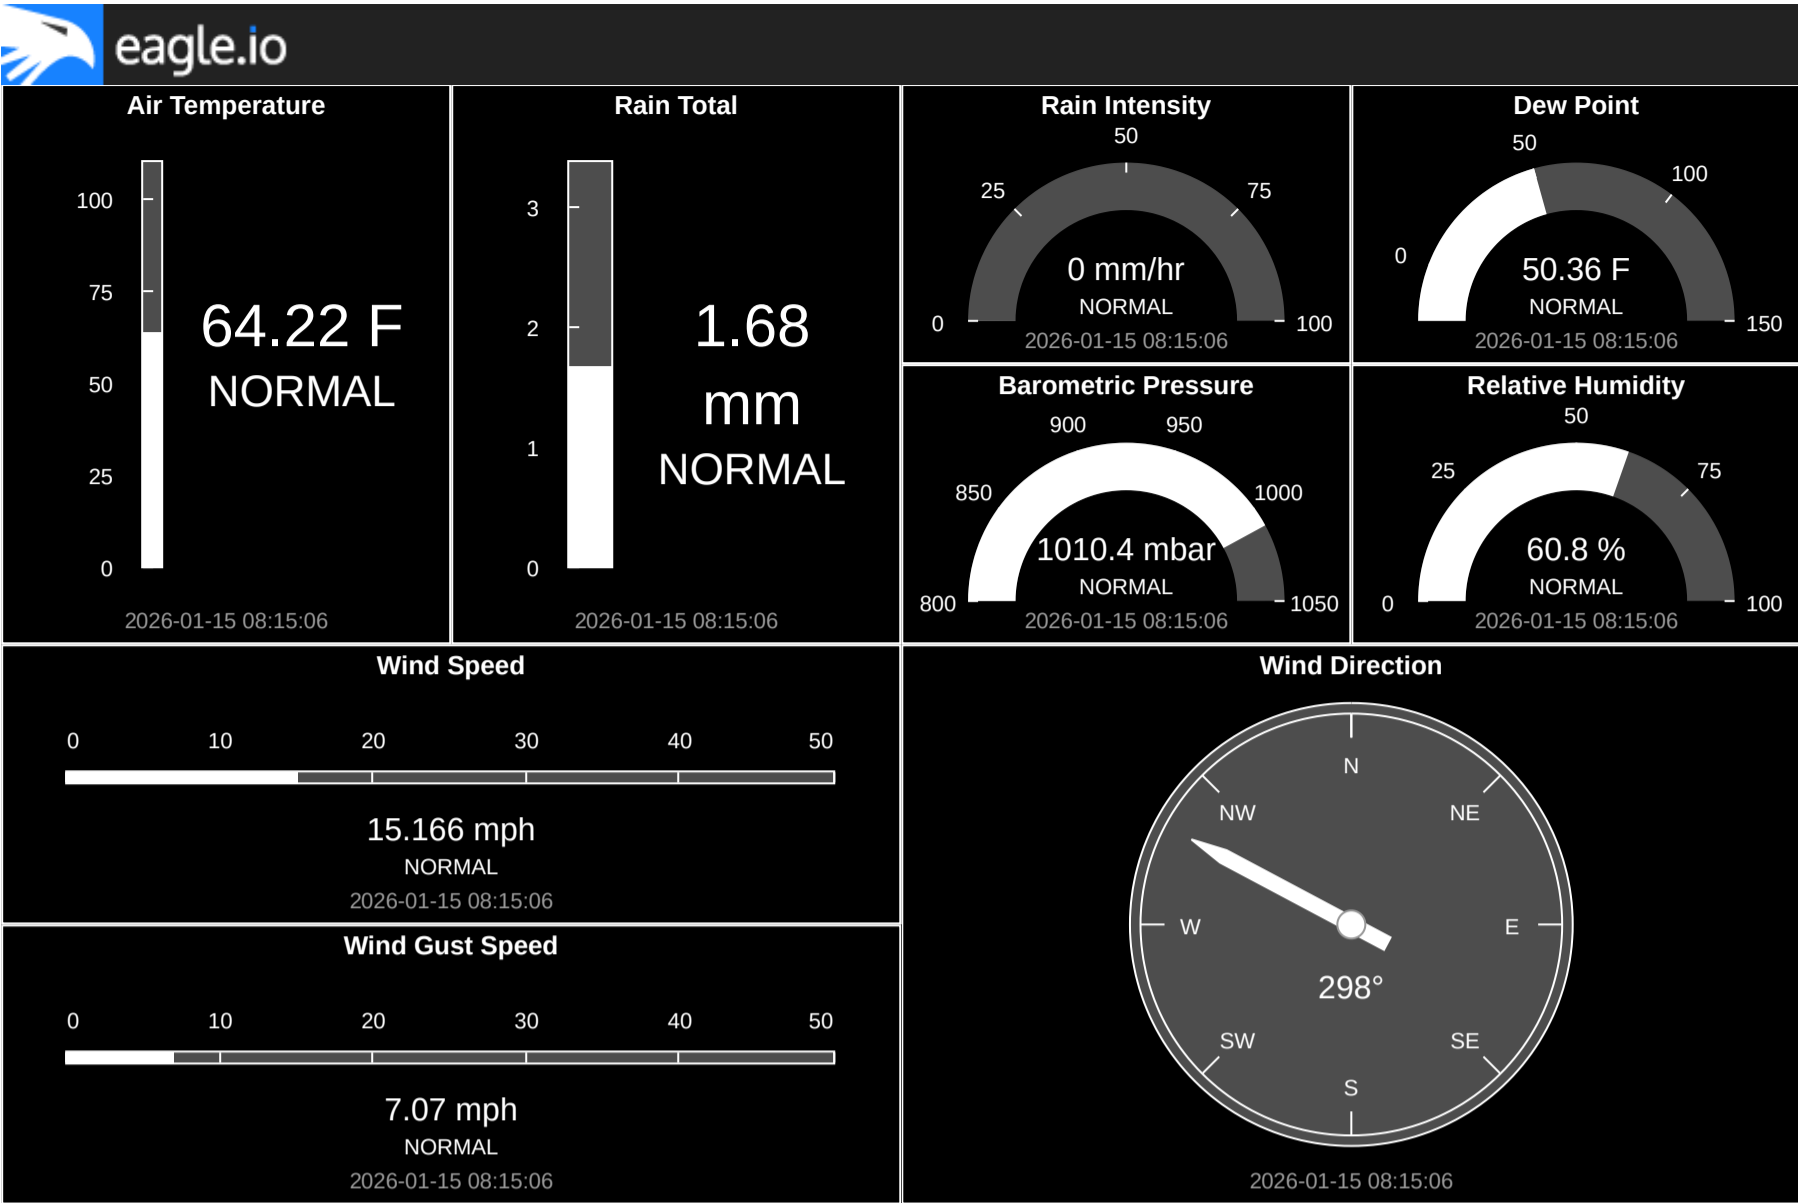 eagle.io
Air Temperature
100
75
50
25
0
64.22 F
NORMAL
2026-01-15 08:15:06
Rain Total
3
2
1
0
1.68
mm
NORMAL
2026-01-15 08:15:06
Rain Intensity
50
25
75
0
100
0 mm/hr
NORMAL
2026-01-15 08:15:06
Dew Point
50
100
0
150
50.36 F
NORMAL
2026-01-15 08:15:06
Barometric Pressure
900
950
850
1000
800
1050
1010.4 mbar
NORMAL
2026-01-15 08:15:06
Relative Humidity
50
25
75
0
100
60.8 %
NORMAL
2026-01-15 08:15:06
Wind Speed
0 10 20 30 40 50
15.166 mph
NORMAL
2026-01-15 08:15:06
Wind Gust Speed
0 10 20 30 40 50
7.07 mph
NORMAL
2026-01-15 08:15:06
Wind Direction
N
NW NE
W E
298°
SW SE
S
2026-01-15 08:15:06